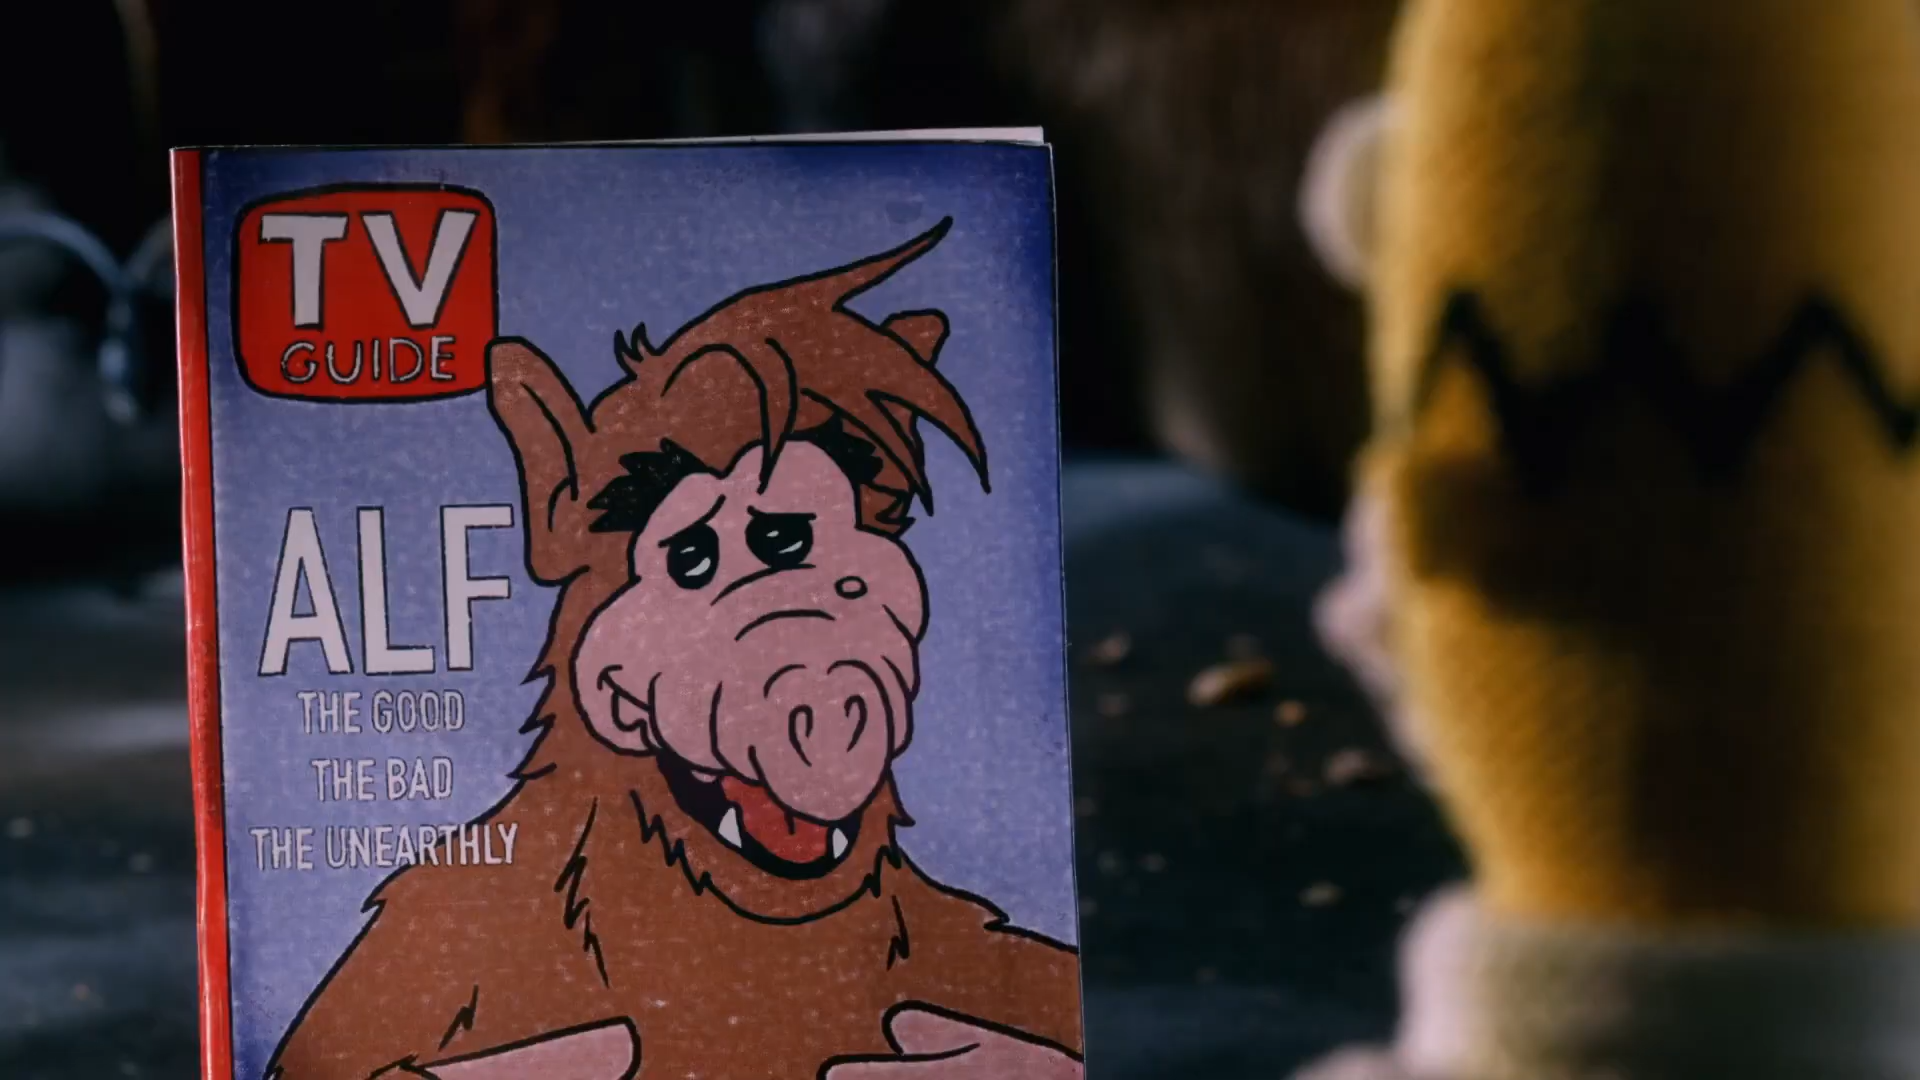 TV
GUIDE
ALF
THE GOOD
THE BAD
THE UNEARTHLY